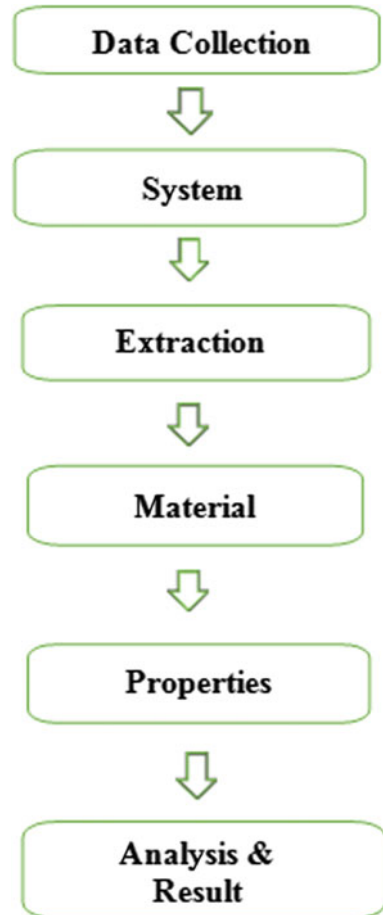 Data Collection
System
Extraction
Material
Properties
Analysis &
Result